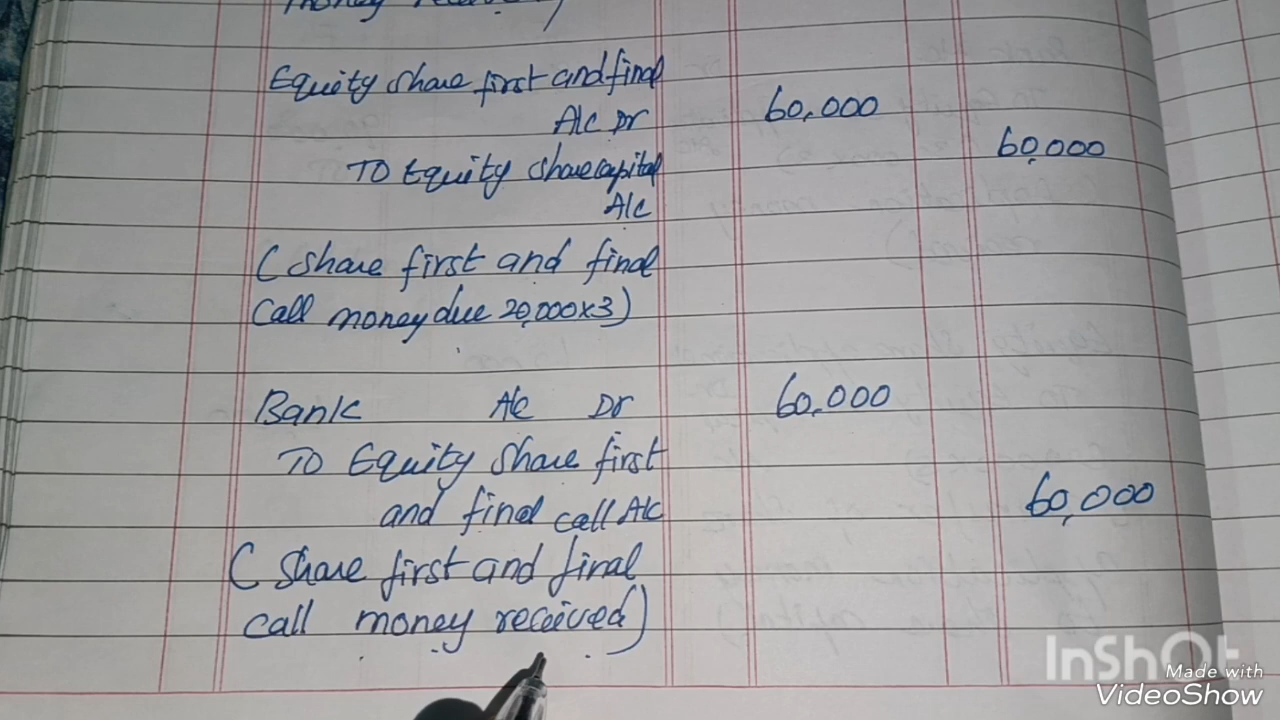 money received)
Equity share first and final
A/c Dr 60,000
To Equity share capital 60,000
A/c
( share first and final
call money due 20,000x3)
Bank A/c Dr 60,000
To Equity share first
and final call A/c 60,000
( share first and final
call money received)
InShOt
Made with
VideoShow